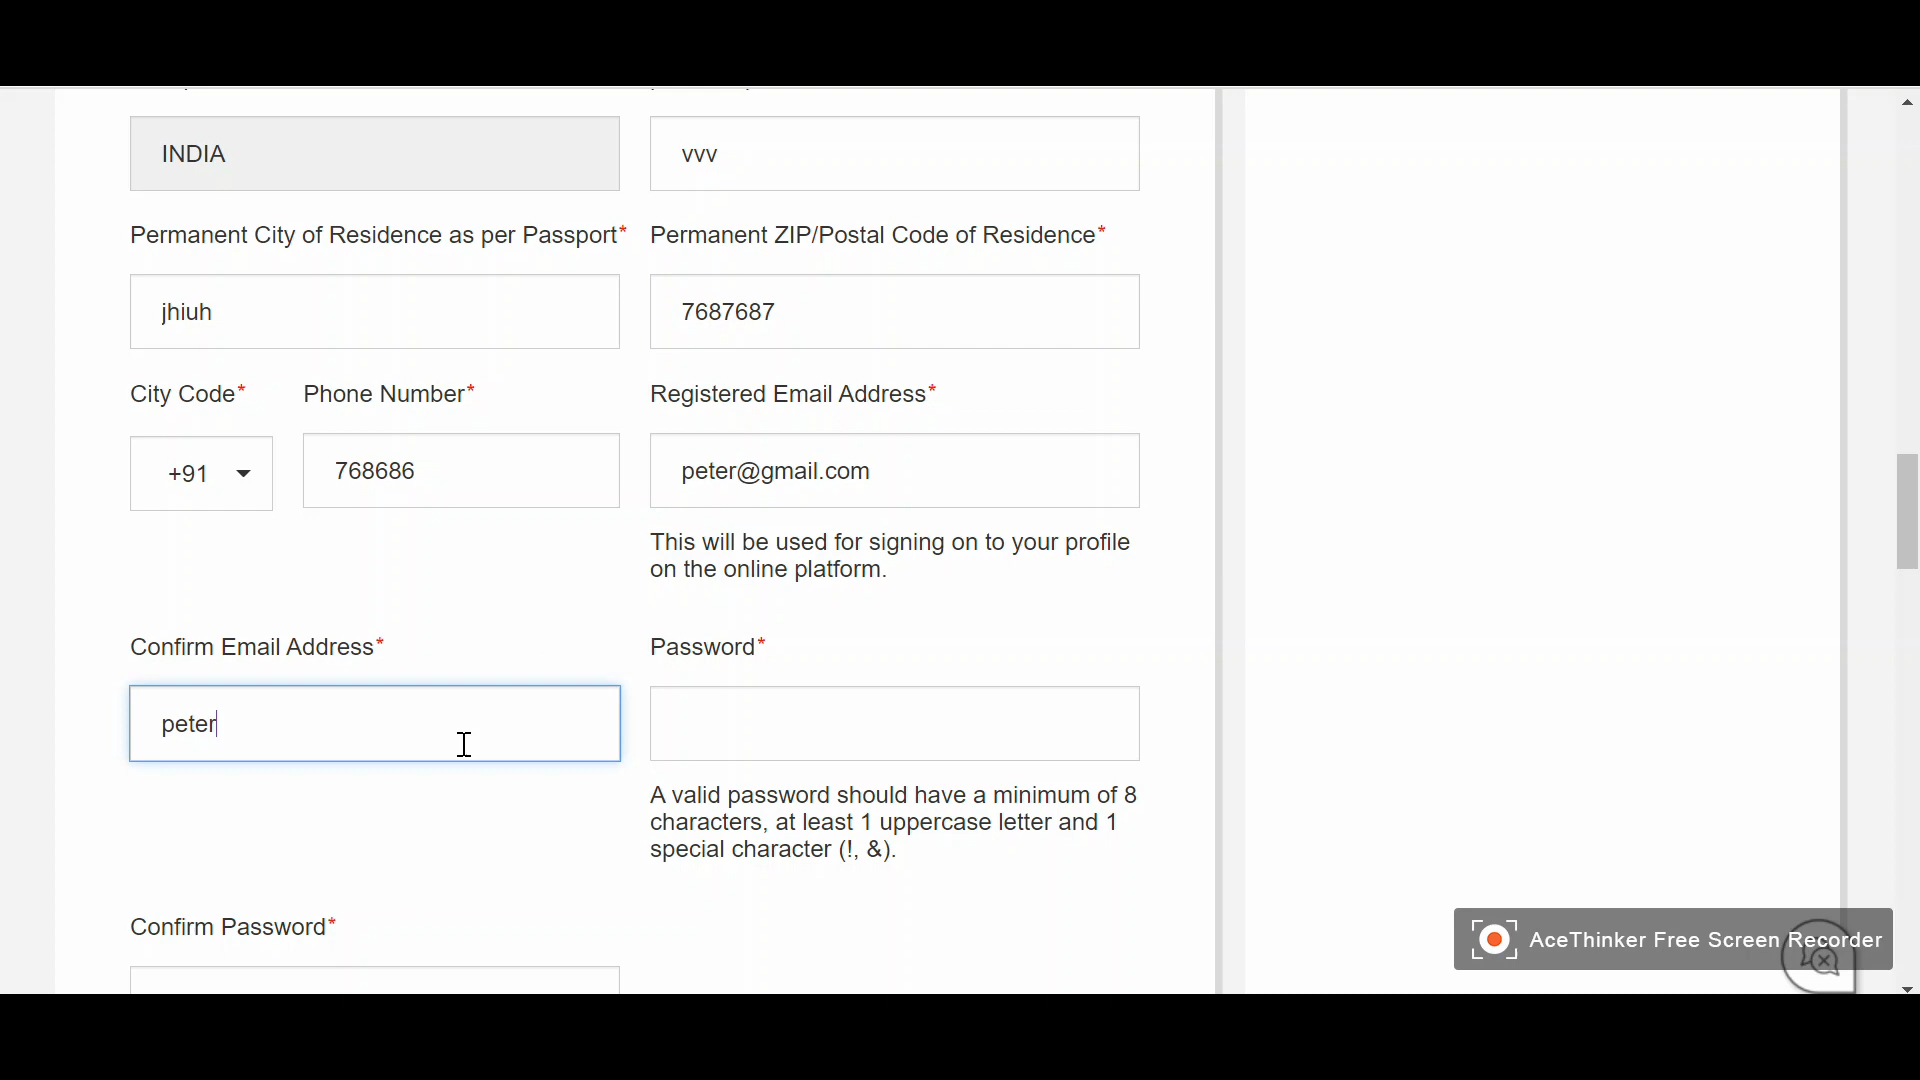 INDIA
vvv
Permanent City of Residence as per Passport*
Permanent ZIP/Postal Code of Residence*
jhiuh
7687687
City Code*
Phone Number*
Registered Email Address*
+91
768686
peter@gmail.com
This will be used for signing on to your profile
on the online platform.
Confirm Email Address*
Password*
peter
A valid password should have a minimum of 8
characters, at least 1 uppercase letter and 1
special character (!, &).
Confirm Password*
AceThinker Free Screen Recorder